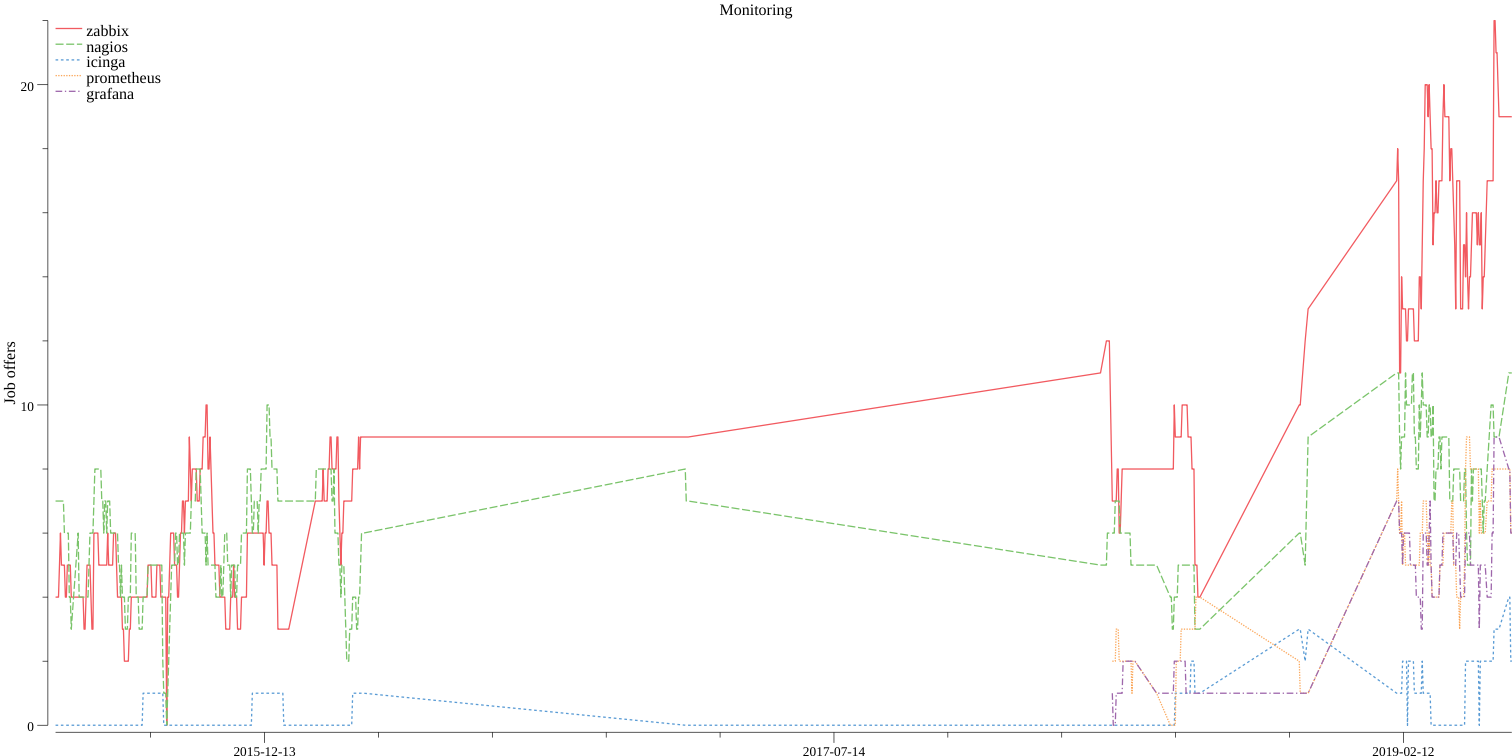 Monitoring
zabbix
nagios
icinga
prometheus
grafana
20
Job offers
10
0
2015-12-13
2017-07-14
2019-02-12